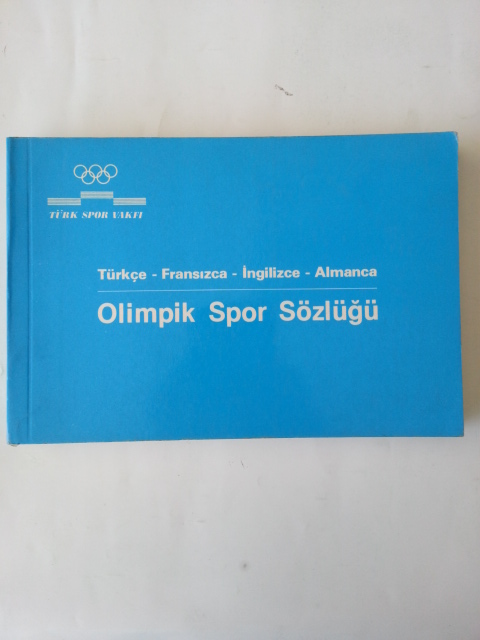 TÜRK SPOR VAKFI
Türkçe - Fransızca - İngilizce - Almanca
Olimpik Spor Sözlüğü